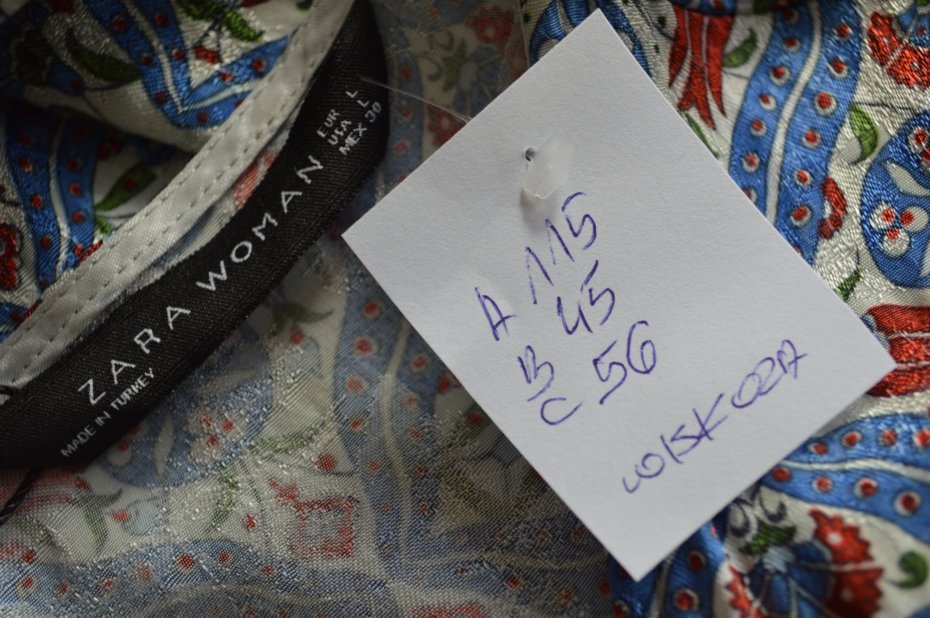 ZARA WOMAN
MADE IN TURKEY
EUR L
USA L
MEX 30
A 115
B 45
C 56
WISKOZA